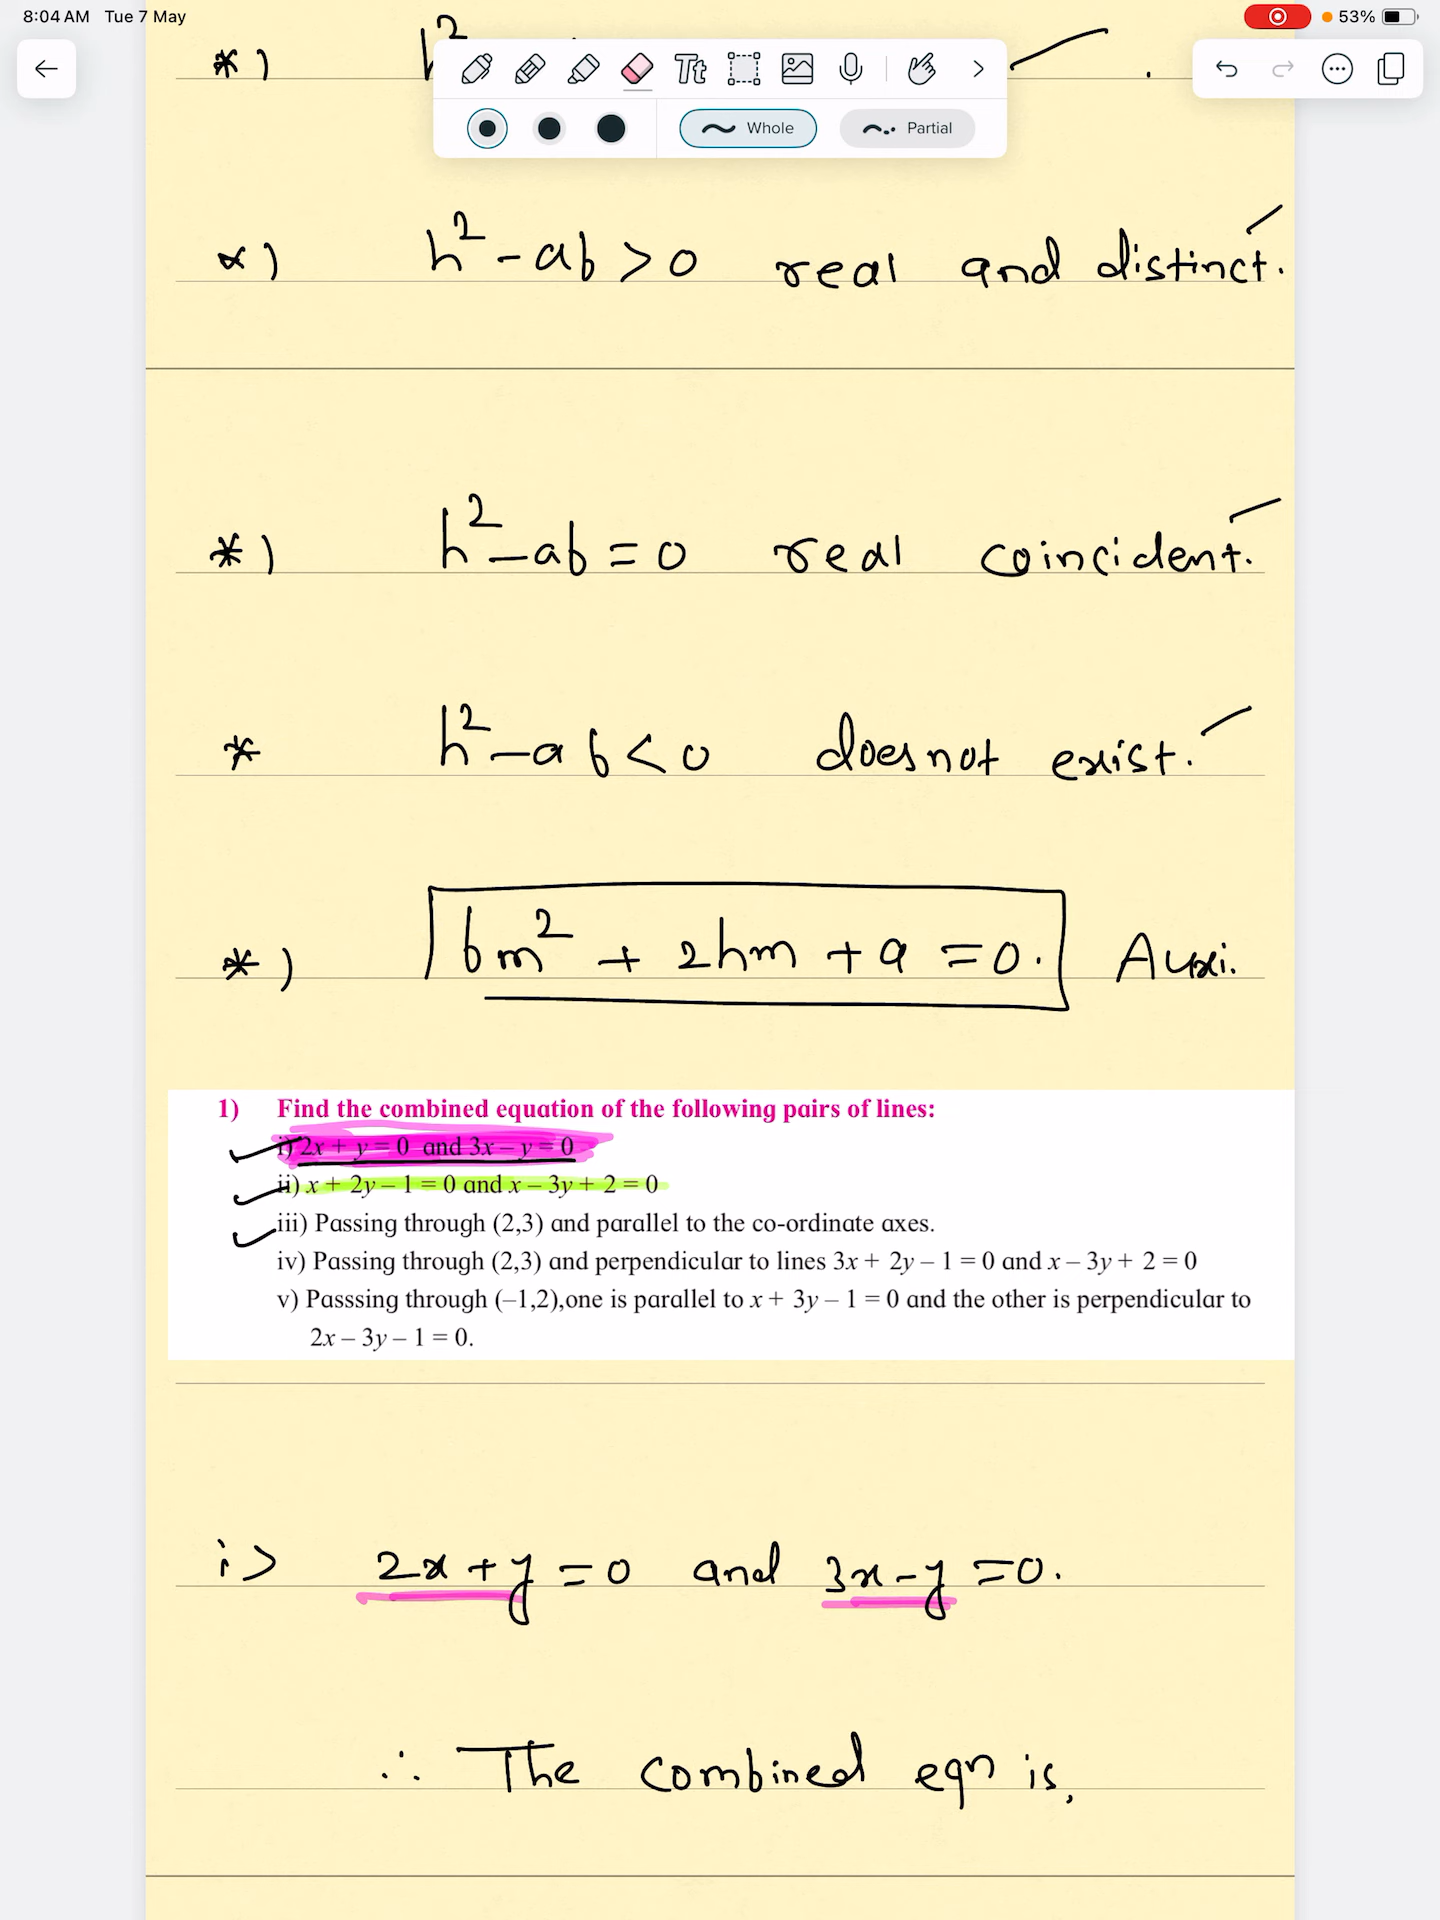 8:04 AM Tue 7 May
53%
*) h²
Whole Partial
*) h² - ab > 0 real and distinct.
*) h² - ab = 0 real coincident.
* h² - ab < 0 does not exist.
*) bm² + 2hm + a = 0. Auxi.
1) Find the combined equation of the following pairs of lines:
i) 2x + y = 0 and 3x – y = 0
ii) x + 2y – 1 = 0 and x – 3y + 2 = 0
iii) Passing through (2,3) and parallel to the co-ordinate axes.
iv) Passing through (2,3) and perpendicular to lines 3x + 2y – 1 = 0 and x – 3y + 2 = 0
v) Passsing through (–1,2),one is parallel to x + 3y – 1 = 0 and the other is perpendicular to
2x – 3y – 1 = 0.
i> 2x + y = 0 and 3x - y = 0.
∴ The combined eqn is,